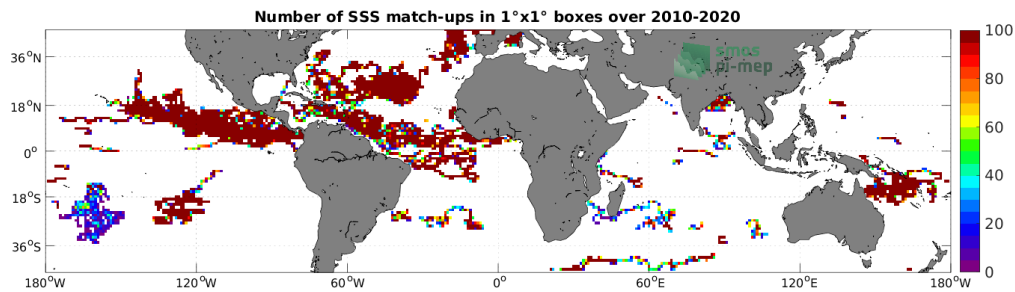 Number of SSS match-ups in 1°x1° boxes over 2010-2020
smos
pi-mep
36°N
18°N
0°
18°S
36°S
180°W
120°W
60°W
0°
60°E
120°E
180°W
100
80
60
40
20
0